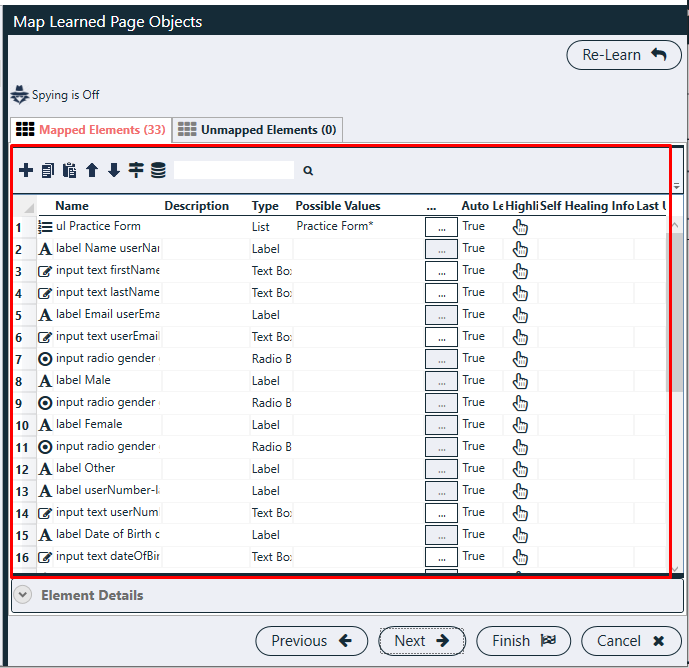 Map Learned Page Objects
Re-Learn
Spying is Off
Mapped Elements (33) Unmapped Elements (0)
Name Description Type Possible Values ... Auto Le Highli Self Healing Info Last U
1 ul Practice Form List Practice Form* ... True
2 A label Name userNar Label ... True
3 input text firstName Text Bo: ... True
4 input text lastName Text Bo: ... True
5 A label Email userEma Label ... True
6 input text userEmail Text Bo: ... True
7 input radio gender Radio B ... True
8 A label Male Label ... True
9 input radio gender Radio B ... True
10 A label Female Label ... True
11 input radio gender Radio B ... True
12 A label Other Label ... True
13 A label userNumber-l Label ... True
14 input text userNum Text Bo: ... True
15 A label Date of Birth Label ... True
16 input text dateOfBir Text Bo: ... True
Element Details
Previous Next Finish Cancel